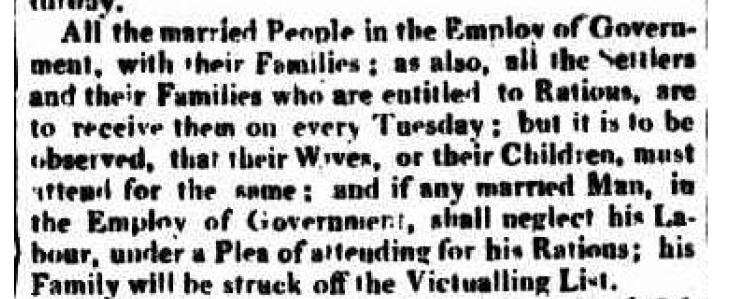 All the married People in the Employ of Govern-
ment, with their Families; as also, all the Settlers
and their Families who are entitled to Rations, are
to receive them on every Tuesday; but it is to be
observed, that their Wives, or their Children, must
attend for the same; and if any married Man, in
the Employ of Government, shall neglect his La-
bour, under a Plea of attending for his Rations; his
Family will be struck off the Victualling List.